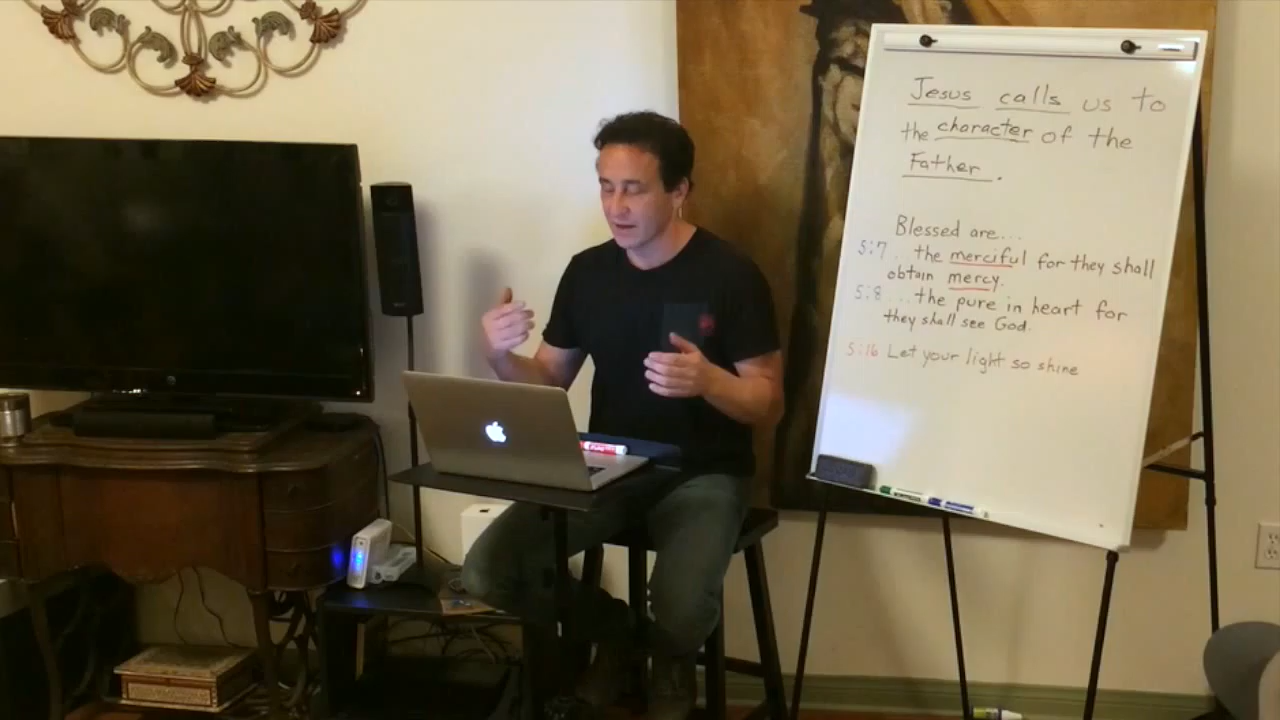 Jesus calls us to
the character of the
Father.
Blessed are...
5:7 ...the merciful for they shall
obtain mercy.
5:8 ...the pure in heart for
they shall see God.
5:16 Let your light so shine